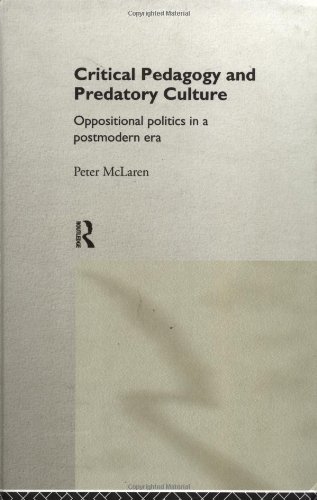 Copyrighted Material
Critical Pedagogy and
Predatory Culture
Oppositional politics in a
postmodern era
Peter McLaren
R
ROUTLEDGE
Copyrighted Material